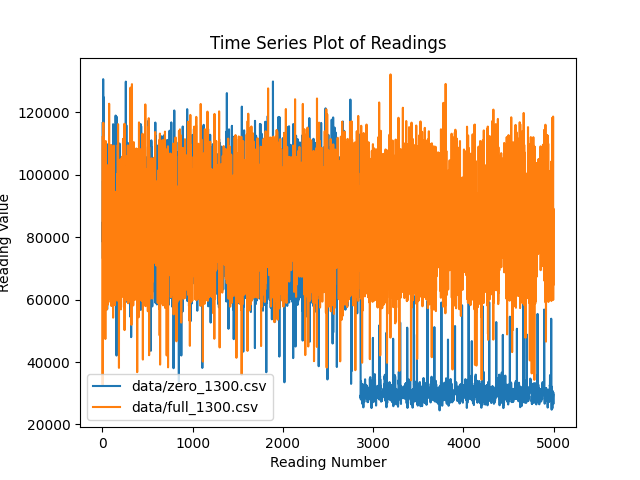 Time Series Plot of Readings
Reading Value
120000
100000
80000
60000
40000
20000
data/zero_1300.csv
data/full_1300.csv
0
1000
2000
3000
4000
5000
Reading Number